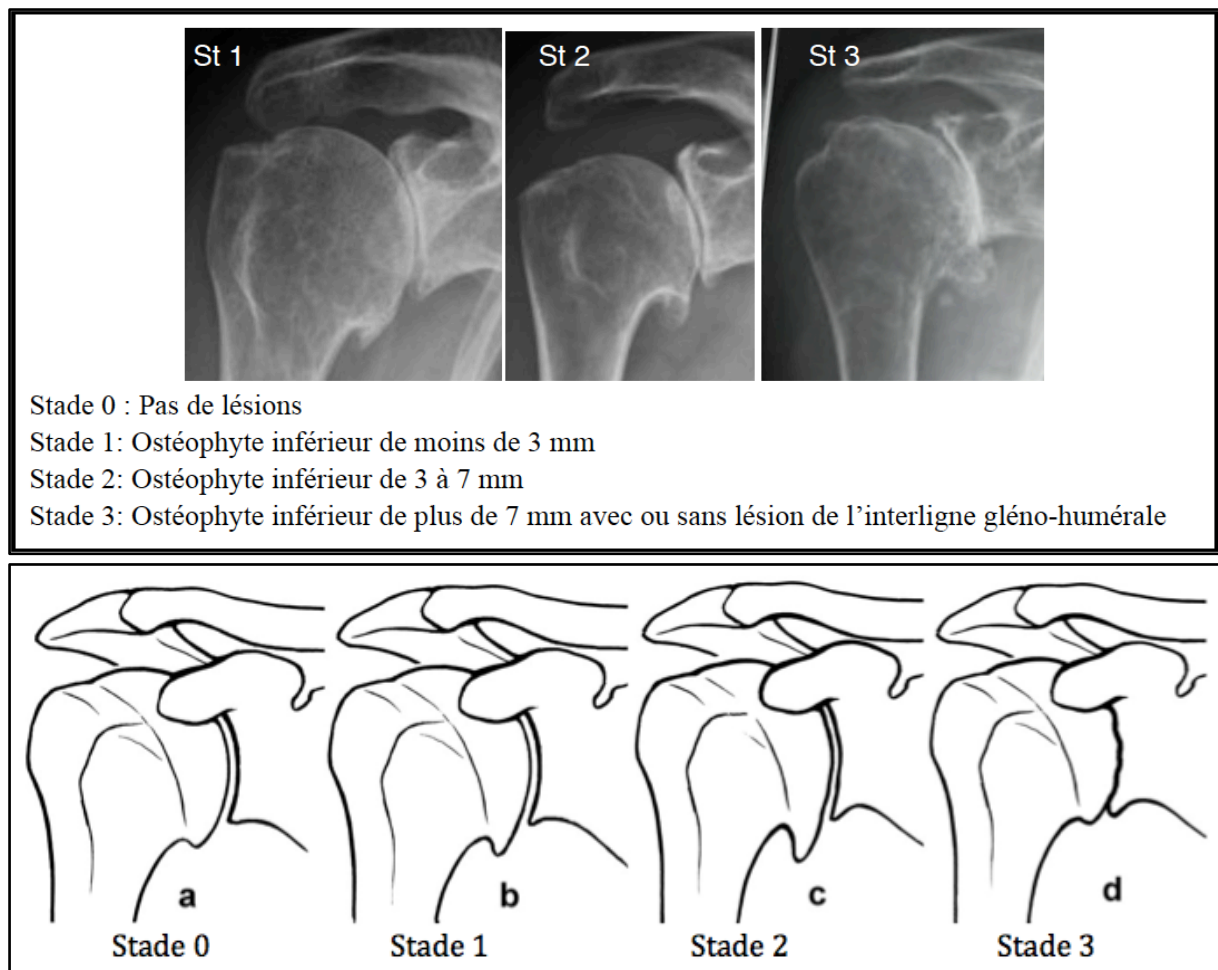 St 1
St 2
St 3
Stade 0 : Pas de lésions
Stade 1: Ostéophyte inférieur de moins de 3 mm
Stade 2: Ostéophyte inférieur de 3 à 7 mm
Stade 3: Ostéophyte inférieur de plus de 7 mm avec ou sans lésion de l’interligne gléno-humérale
a
b
c
d
Stade 0
Stade 1
Stade 2
Stade 3